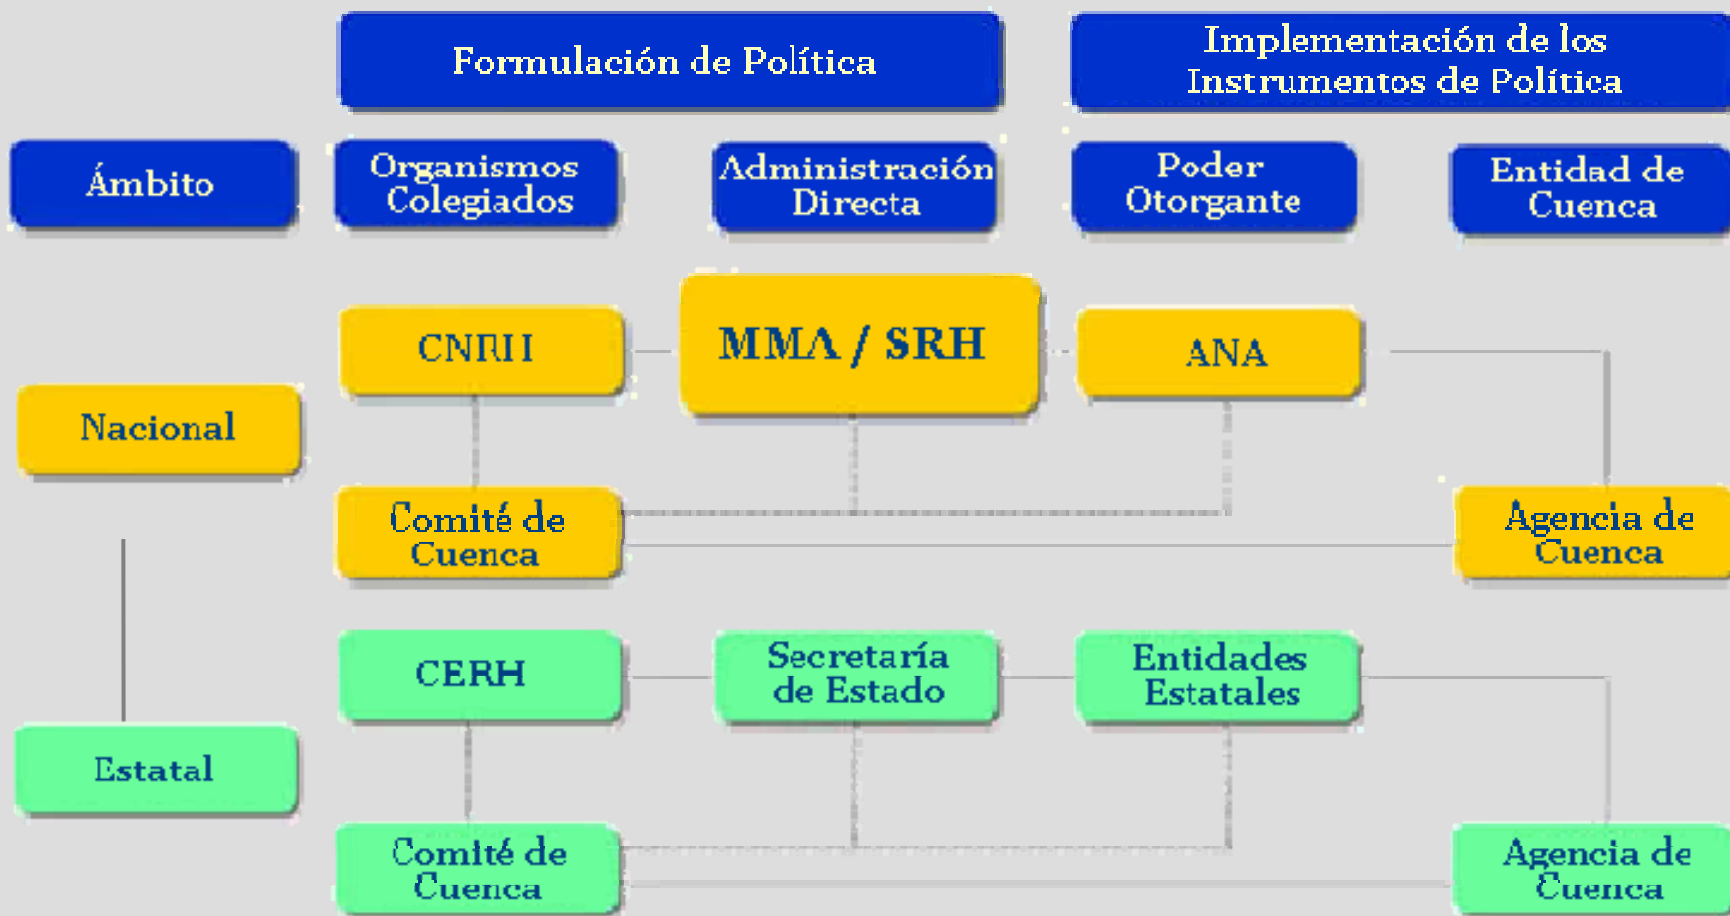 Formulación de Política
Implementación de los
Instrumentos de Política
Ámbito
Organismos
Colegiados
Administración
Directa
Poder
Otorgante
Entidad de
Cuenca
CNRH
MMA / SRH
ANA
Nacional
Comité de
Cuenca
Agencia de
Cuenca
CERH
Secretaría
de Estado
Entidades
Estatales
Estatal
Comité de
Cuenca
Agencia de
Cuenca